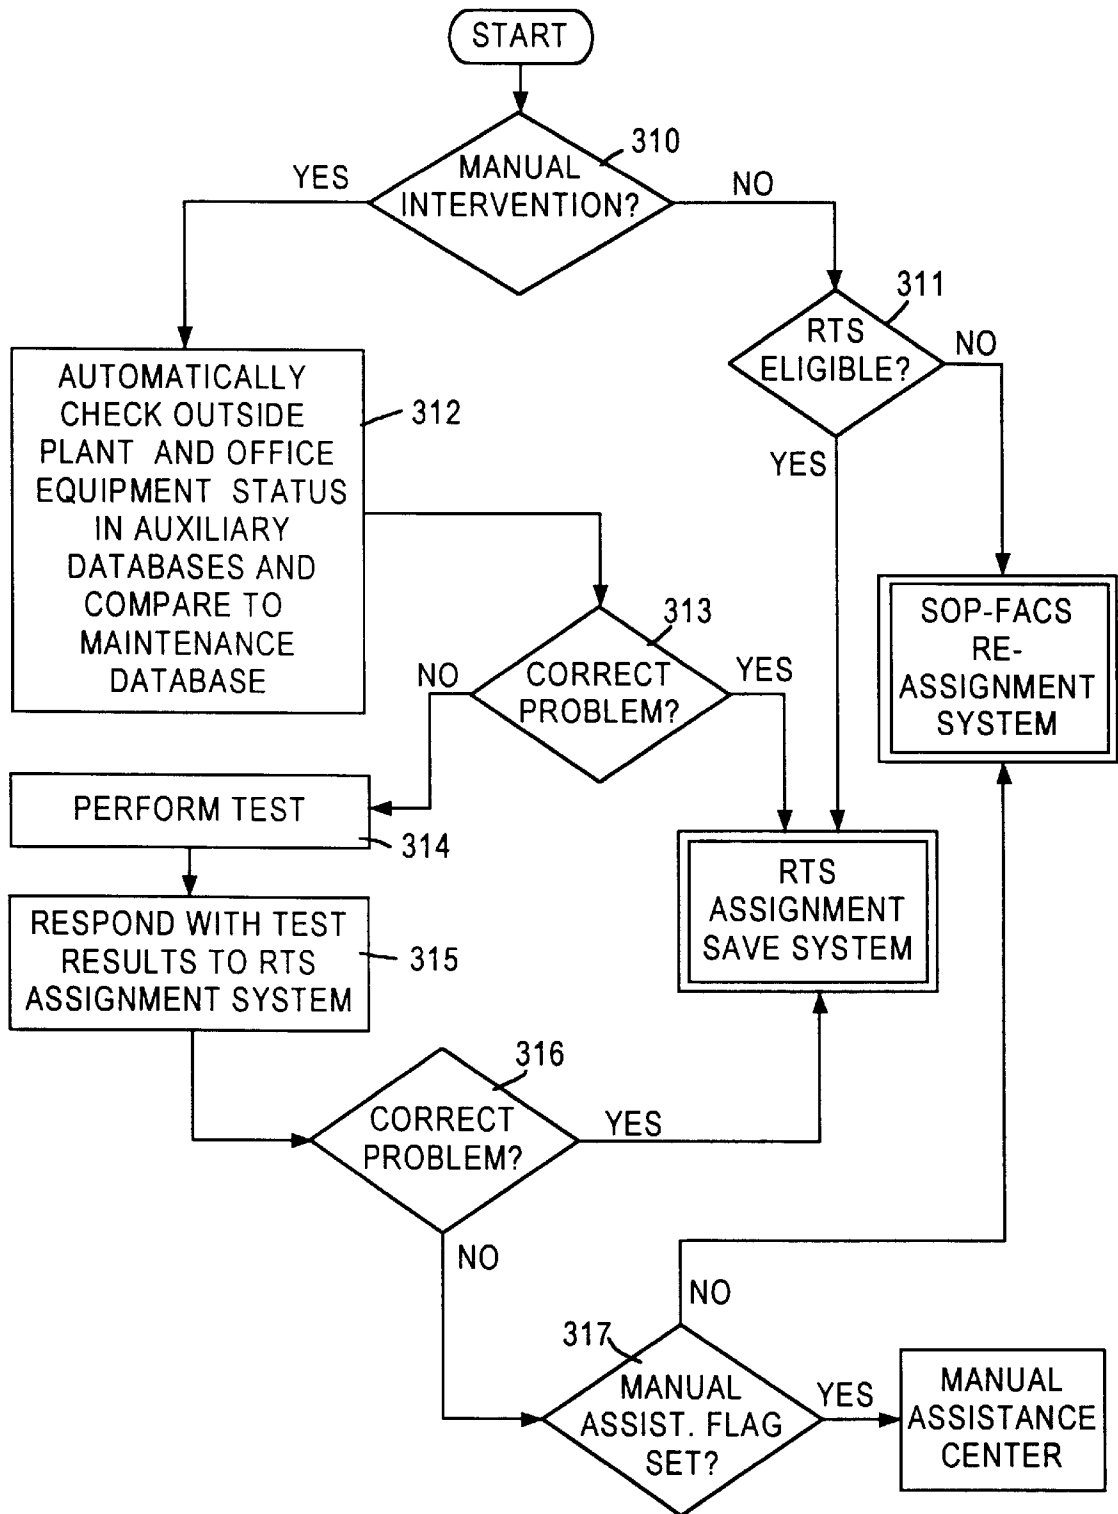 START
310
MANUAL
INTERVENTION?
YES
NO
311
RTS
ELIGIBLE?
NO
YES
AUTOMATICALLY
CHECK OUTSIDE
PLANT AND OFFICE
EQUIPMENT STATUS
IN AUXILIARY
DATABASES AND
COMPARE TO
MAINTENANCE
DATABASE
312
SOP-FACS
RE-
ASSIGNMENT
SYSTEM
313
CORRECT
PROBLEM?
NO
YES
PERFORM TEST
314
RTS
ASSIGNMENT
SAVE SYSTEM
RESPOND WITH TEST
RESULTS TO RTS
ASSIGNMENT SYSTEM
315
316
CORRECT
PROBLEM?
YES
NO
NO
317
MANUAL
ASSIST. FLAG
SET?
YES
MANUAL
ASSISTANCE
CENTER